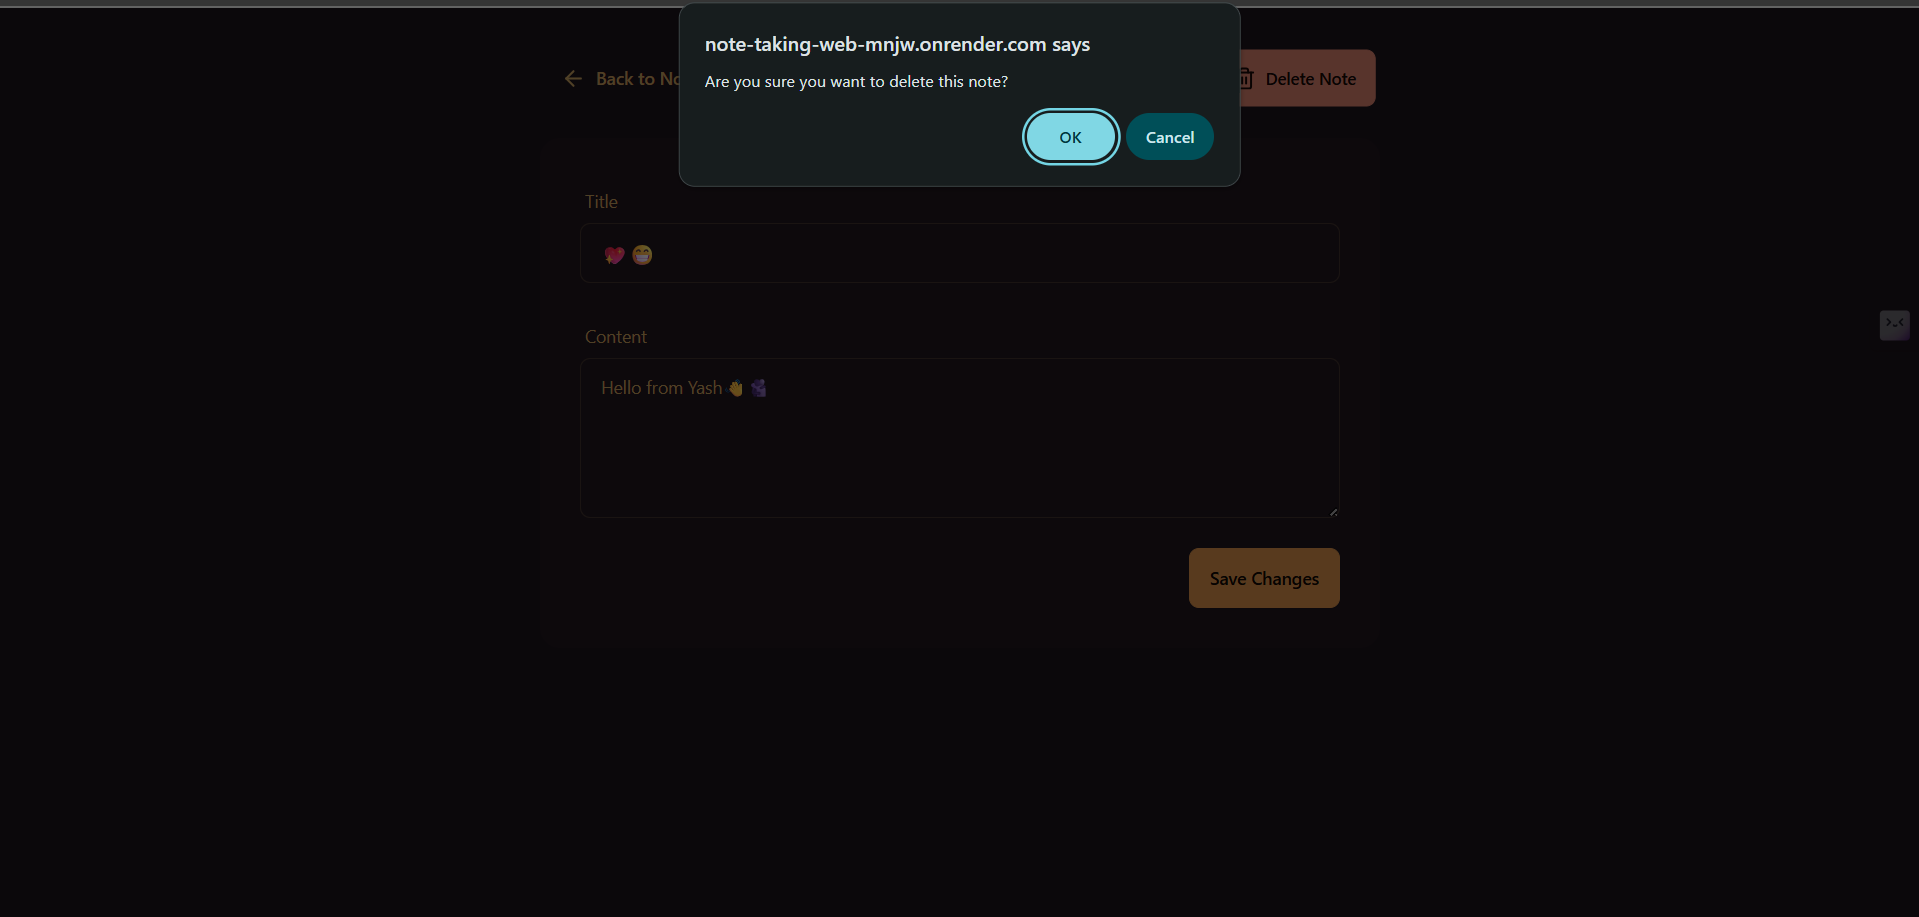 note-taking-web-mnjw.onrender.com says
Are you sure you want to delete this note?
OK
Cancel
Back to No
Delete Note
Title
💖 😁
Content
Hello from Yash 👋 🍇
Save Changes